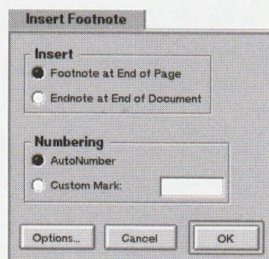 Insert Footnote
Insert
Footnote at End of Page
Endnote at End of Document
Numbering
AutoNumber
Custom Mark:
Options... Cancel OK